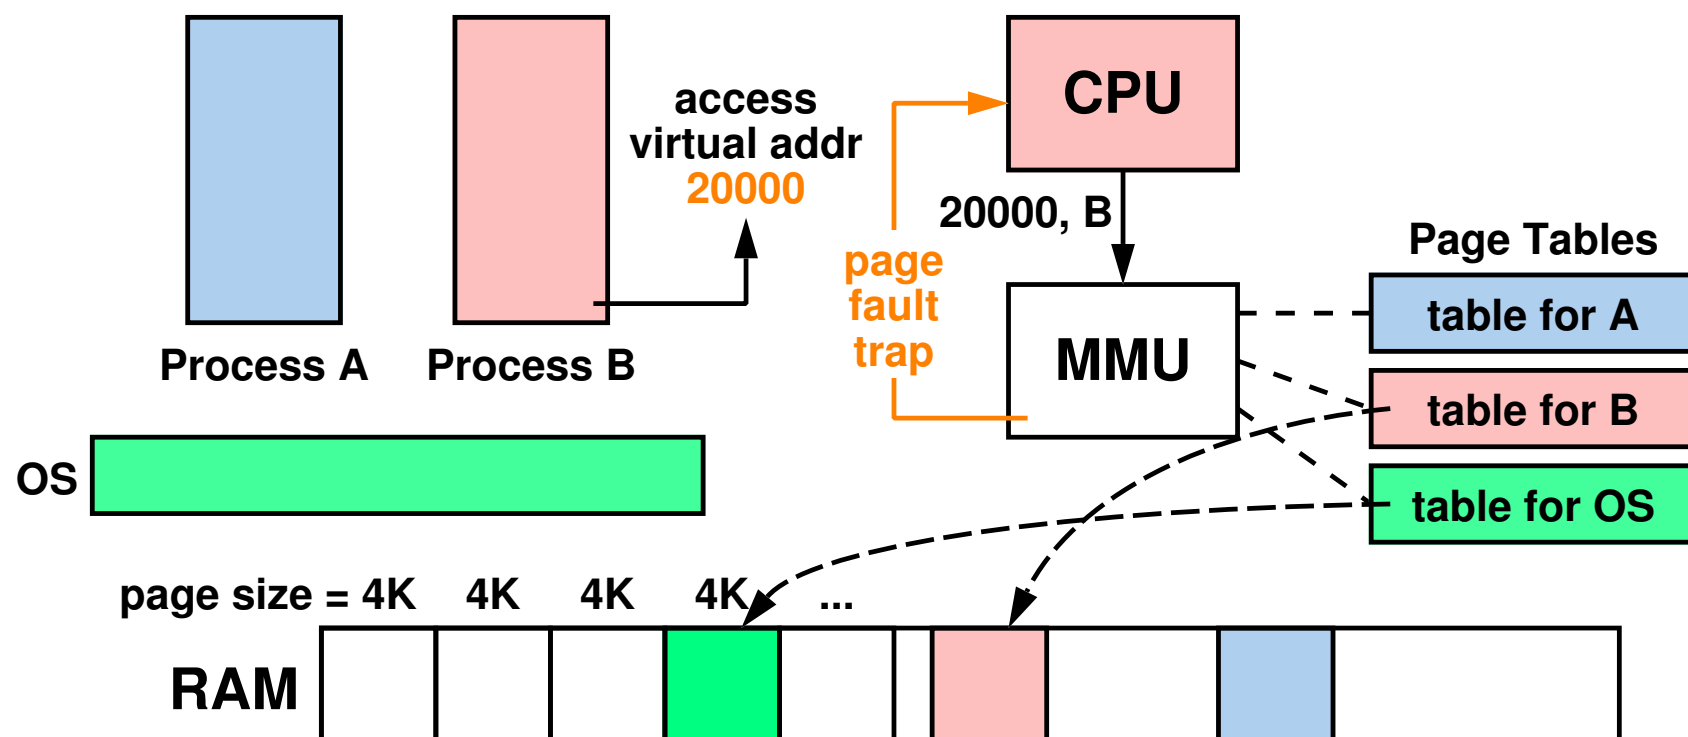 access
virtual addr
20000
CPU
20000, B
page
fault
trap
MMU
Page Tables
table for A
table for B
table for OS
Process A
Process B
OS
page size = 4K 4K 4K 4K ...
RAM